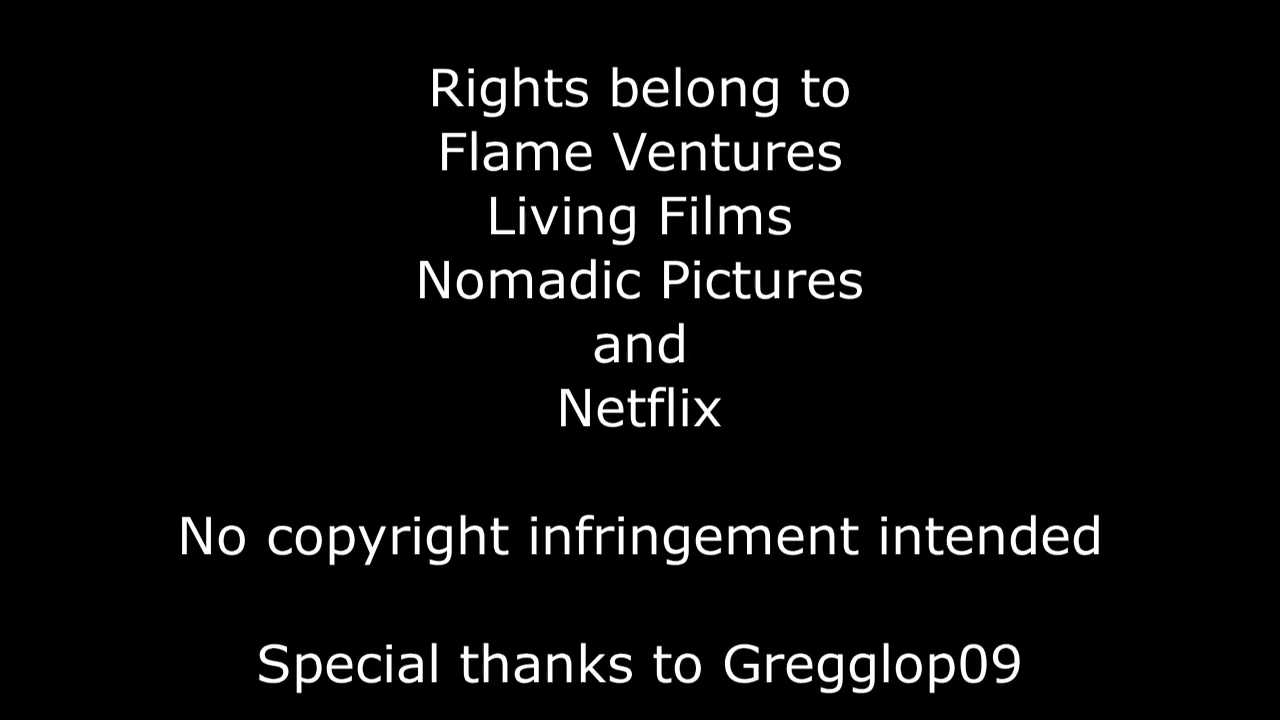 Rights belong to
Flame Ventures
Living Films
Nomadic Pictures
and
Netflix
No copyright infringement intended
Special thanks to Gregglop09